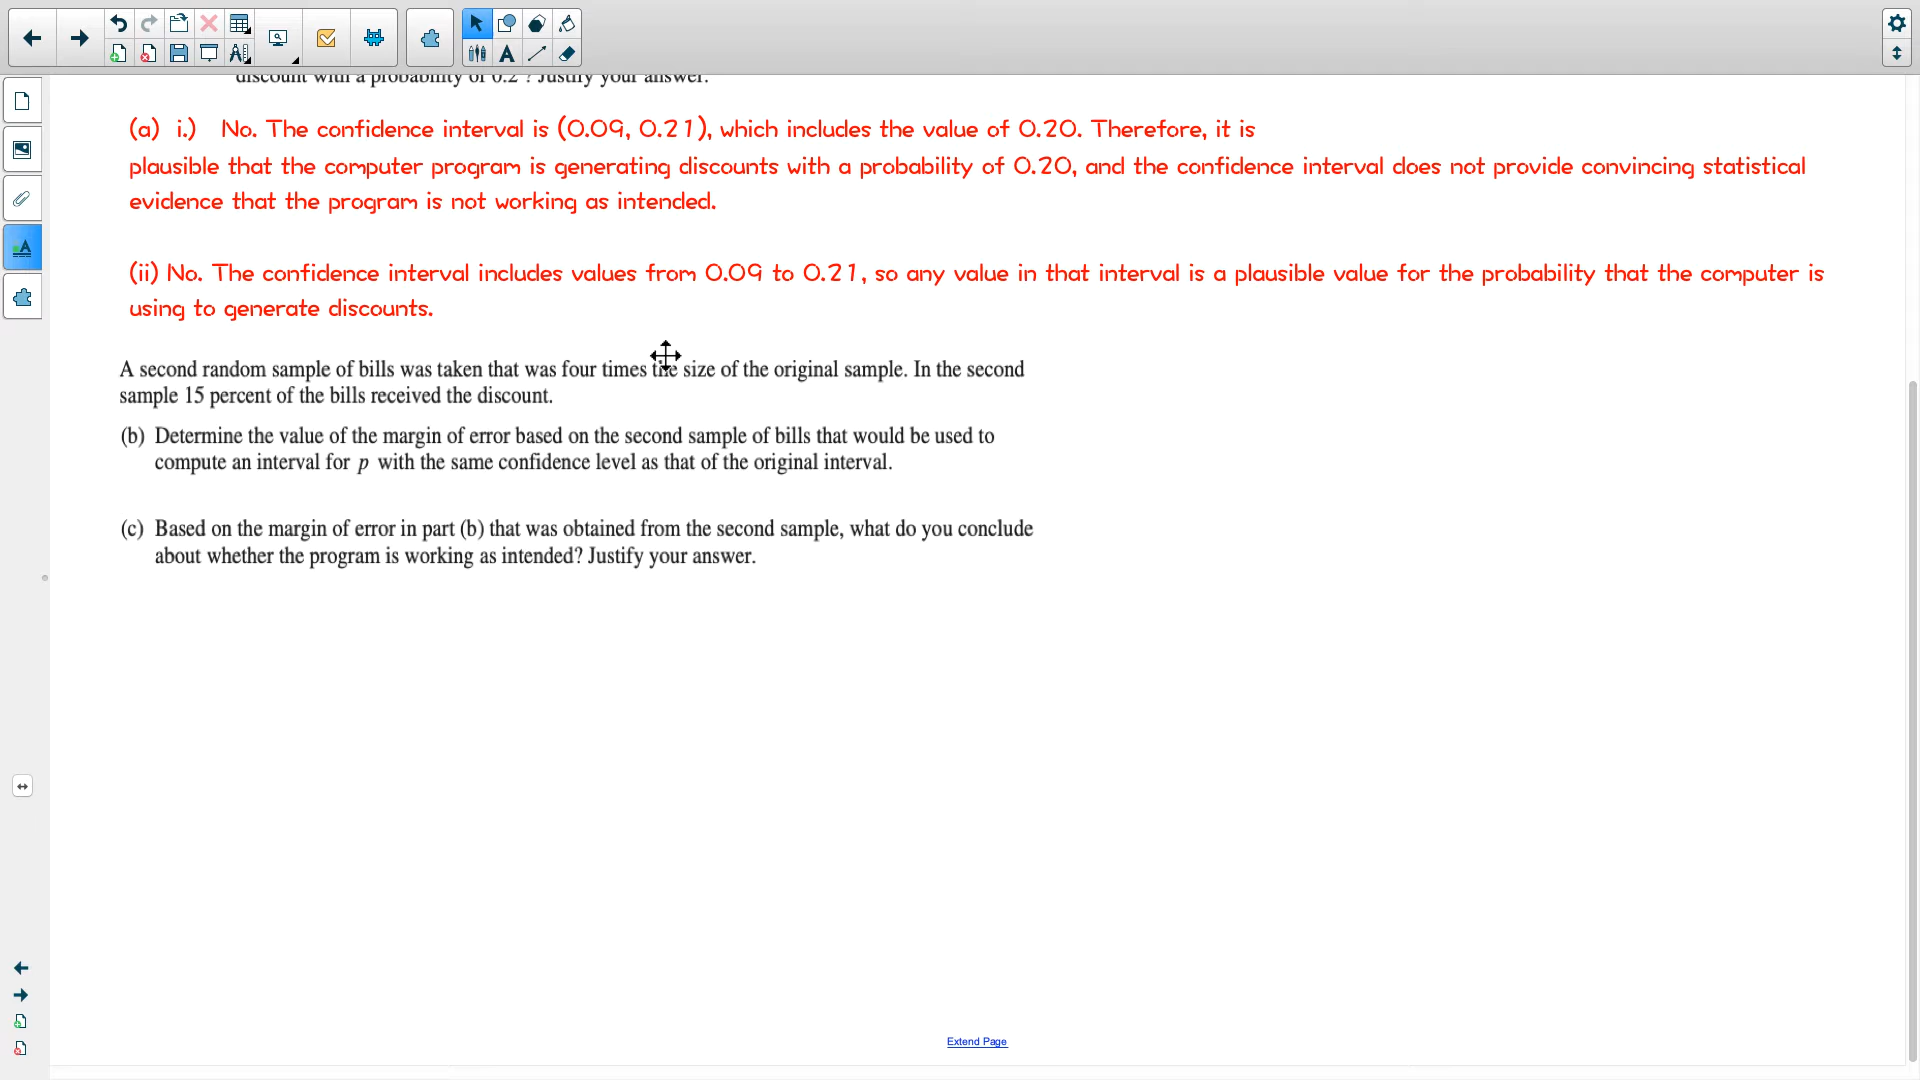 discount with a probability of 0.2 ? Justify your answer.
(a) i.) No. The confidence interval is (0.09, 0.21), which includes the value of 0.20. Therefore, it is
plausible that the computer program is generating discounts with a probability of 0.20, and the confidence interval does not provide convincing statistical
evidence that the program is not working as intended.
(ii) No. The confidence interval includes values from 0.09 to 0.21, so any value in that interval is a plausible value for the probability that the computer is
using to generate discounts.
A second random sample of bills was taken that was four times the size of the original sample. In the second
sample 15 percent of the bills received the discount.
(b) Determine the value of the margin of error based on the second sample of bills that would be used to
compute an interval for p with the same confidence level as that of the original interval.
(c) Based on the margin of error in part (b) that was obtained from the second sample, what do you conclude
about whether the program is working as intended? Justify your answer.
Extend Page